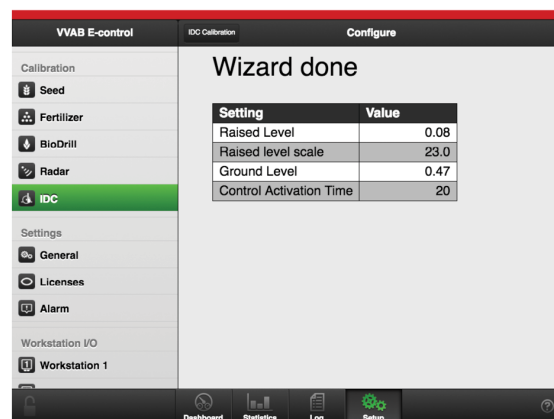 VVAB E-control
IDC Calibration
Configure
Calibration
Seed
Fertilizer
BioDrill
Radar
IDC
Settings
General
Licenses
Alarm
Workstation I/O
1 Workstation 1
Wizard done
Setting Value
Raised Level 0.08
Raised level scale 23.0
Ground Level 0.47
Control Activation Time 20
Dashboard Statistics Log Setup
?